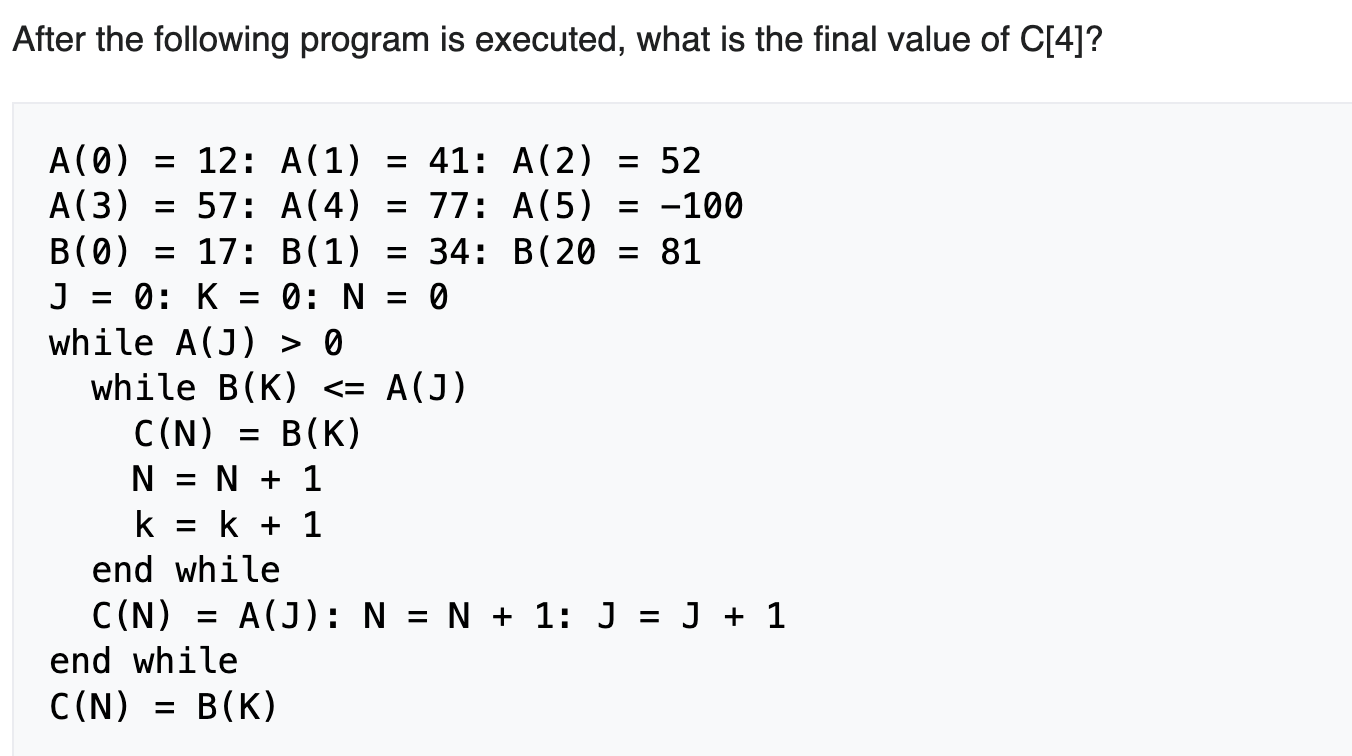 After the following program is executed, what is the final value of C[4]?
A(0) = 12: A(1) = 41: A(2) = 52
A(3) = 57: A(4) = 77: A(5) = -100
B(0) = 17: B(1) = 34: B(20 = 81
J = 0: K = 0: N = 0
while A(J) > 0
  while B(K) <= A(J)
    C(N) = B(K)
    N = N + 1
    k = k + 1
  end while
  C(N) = A(J): N = N + 1: J = J + 1
end while
C(N) = B(K)